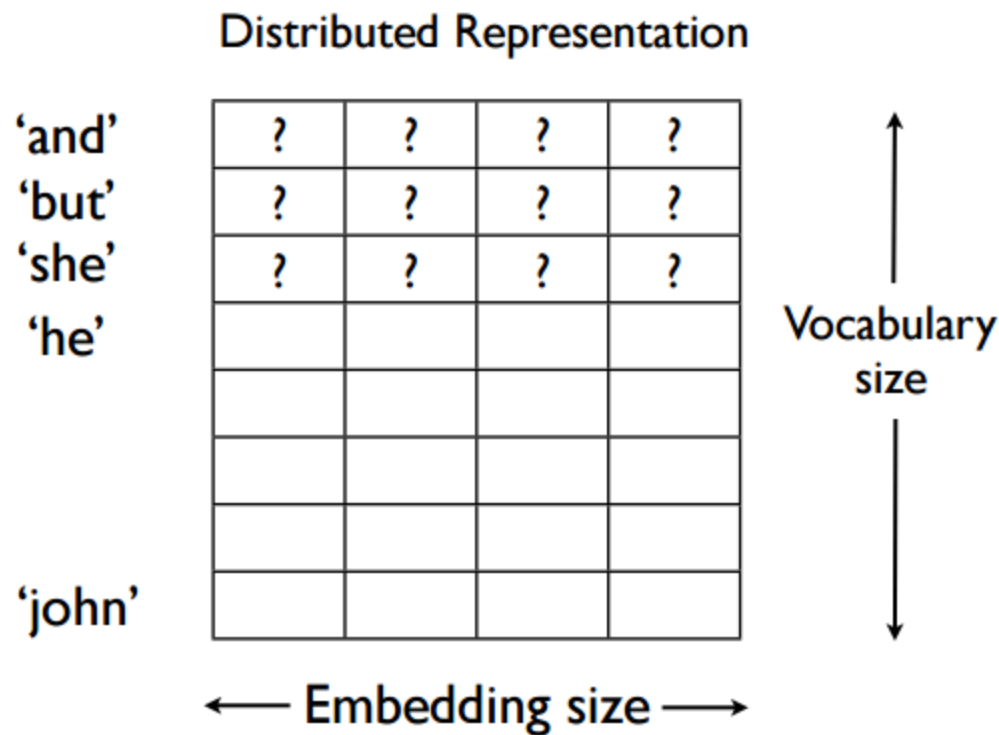 Distributed Representation
‘and’ ? ? ? ?
‘but’ ? ? ? ?
‘she’ ? ? ? ?
‘he’
Vocabulary
size
‘john’
Embedding size